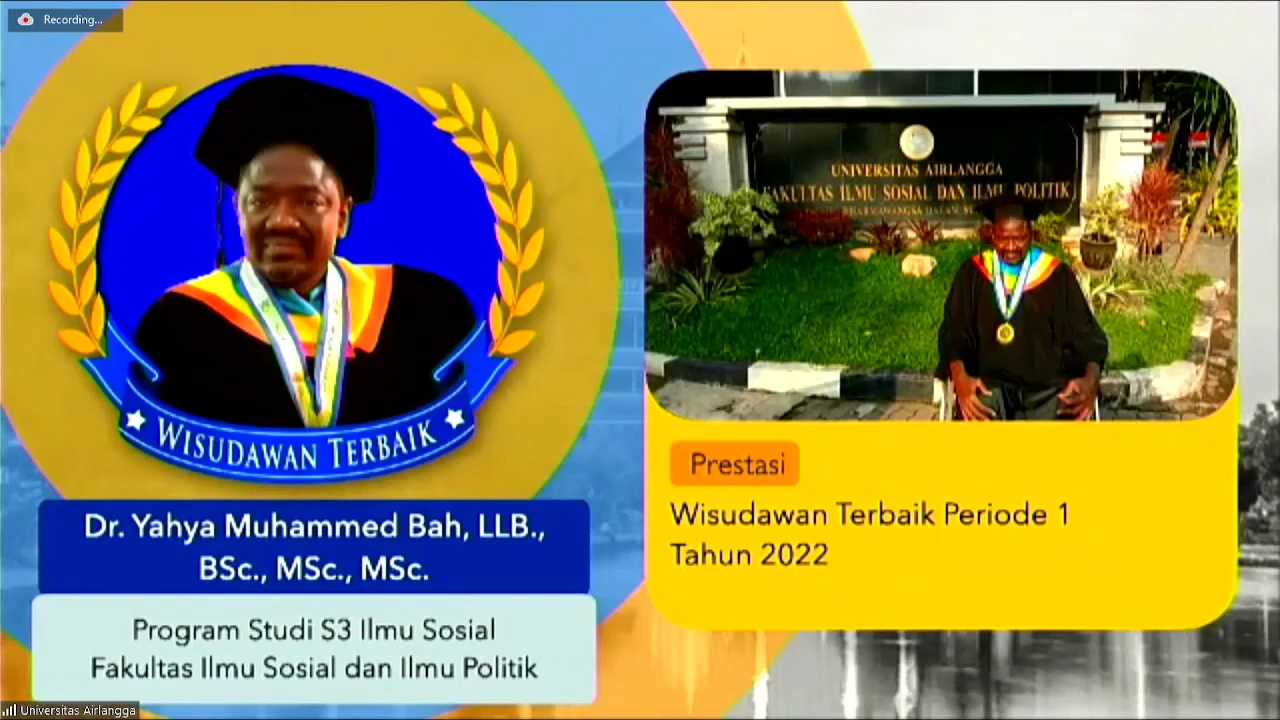 Recording...
WISUDAWAN TERBAIK
Dr. Yahya Muhammed Bah, LLB.,
BSc., MSc., MSc.
Program Studi S3 Ilmu Sosial
Fakultas Ilmu Sosial dan Ilmu Politik
UNIVERSITAS AIRLANGGA
FAKULTAS ILMU SOSIAL DAN ILMU POLITIK
DHARMAWANGSA DALAM
Prestasi
Wisudawan Terbaik Periode 1
Tahun 2022
Universitas Airlangga